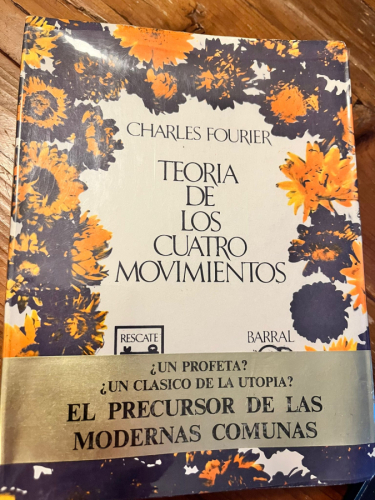 CHARLES FOURIER
TEORIA
DE
LOS
CUATRO
MOVIMIENTOS
RESCATE
BARRAL
¿UN PROFETA?
¿UN CLASICO DE LA UTOPIA?
EL PRECURSOR DE LAS
MODERNAS COMUNAS